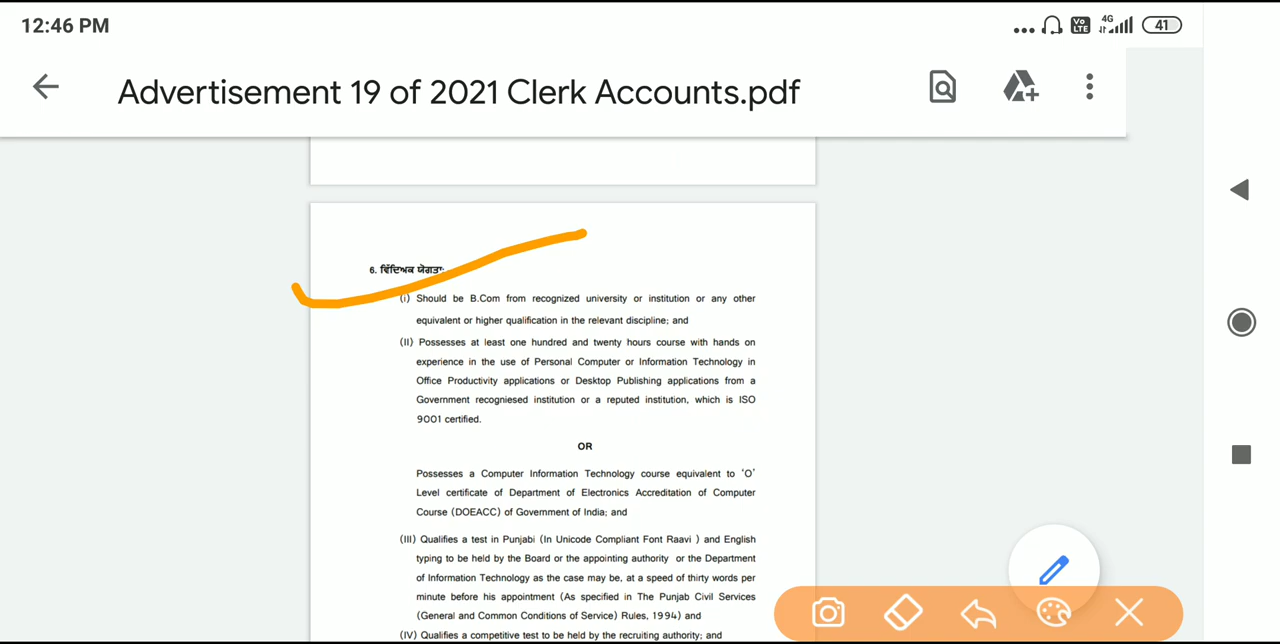 12:46 PM
4G
Vo
LTE
41
Advertisement 19 of 2021 Clerk Accounts.pdf
6. ਵਿੱਦਿਅਕ ਯੋਗਤਾ:
(i) Should be B.Com from recognized university or institution or any other
equivalent or higher qualification in the relevant discipline; and
(II) Possesses at least one hundred and twenty hours course with hands on
experience in the use of Personal Computer or Information Technology in
Office Productivity applications or Desktop Publishing applications from a
Government recogniesed institution or a reputed institution, which is ISO
9001 certified.
OR
Possesses a Computer Information Technology course equivalent to 'O'
Level certificate of Department of Electronics Accreditation of Computer
Course (DOEACC) of Government of India; and
(III) Qualifies a test in Punjabi (In Unicode Compliant Font Raavi ) and English
typing to be held by the Board or the appointing authority or the Department
of Information Technology as the case may be, at a speed of thirty words per
minute before his appointment (As specified in The Punjab Civil Services
(General and Common Conditions of Service) Rules, 1994) and
(IV) Qualifies a competitive test to be held by the recruiting authority; and